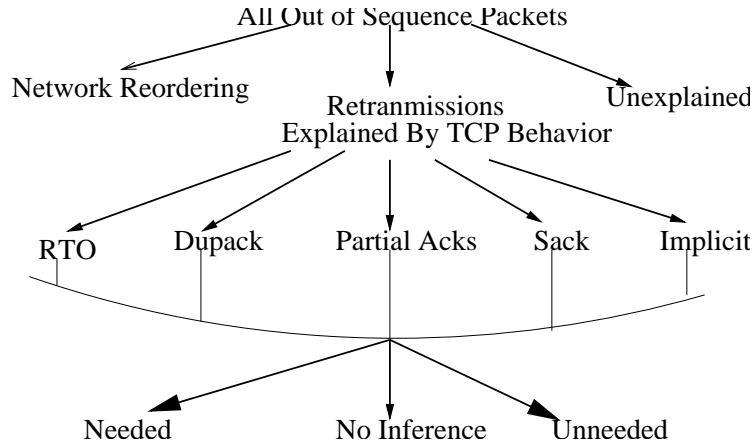 All Out of Sequence Packets
Network Reordering
Unexplained
Retranmissions
Explained By TCP Behavior
RTO
Dupack
Partial Acks
Sack
Implicit
Needed
No Inference
Unneeded